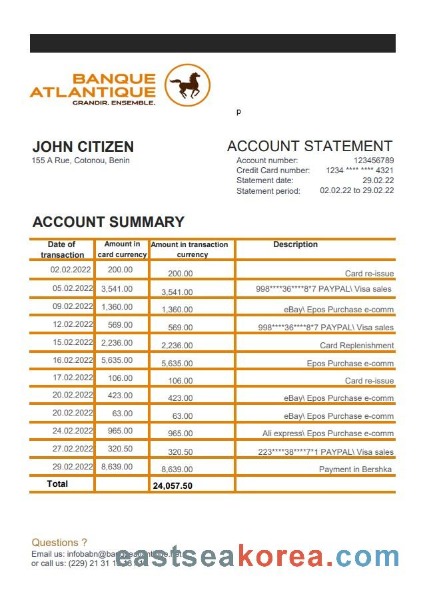 BANQUE
ATLANTIQUE
GRANDIR. ENSEMBLE.
p
JOHN CITIZEN
155 A Rue, Cotonou, Benin
ACCOUNT STATEMENT
Account number: 123456789
Credit Card number: 1234 **** **** 4321
Statement date: 29.02.22
Statement period: 02.02.22 to 29.02.22
ACCOUNT SUMMARY
Date of transaction Amount in card currency Amount in transaction currency Description
02.02.2022 200.00 200.00 Card re-issue
05.02.2022 3,541.00 3,541.00 998****36****8*7 PAYPAL\ Visa sales
09.02.2022 1,360.00 1,360.00 eBay\ Epos Purchase e-comm
12.02.2022 569.00 569.00 998****36****8*7 PAYPAL\ Visa sales
15.02.2022 2,236.00 2,236.00 Card Replenishment
16.02.2022 5,635.00 5,635.00 Epos Purchase e-comm
17.02.2022 106.00 106.00 Card re-issue
20.02.2022 423.00 423.00 eBay\ Epos Purchase e-comm
20.02.2022 63.00 63.00 eBay\ Epos Purchase e-comm
24.02.2022 965.00 965.00 Ali express\ Epos Purchase e-comm
27.02.2022 320.50 320.50 223****38****7*1 PAYPAL\ Visa sales
29.02.2022 8,639.00 8,639.00 Payment in Bershka
Total 24,057.50
Questions ?
Email us:
or call us: (229) 21 31
eastseakorea.com